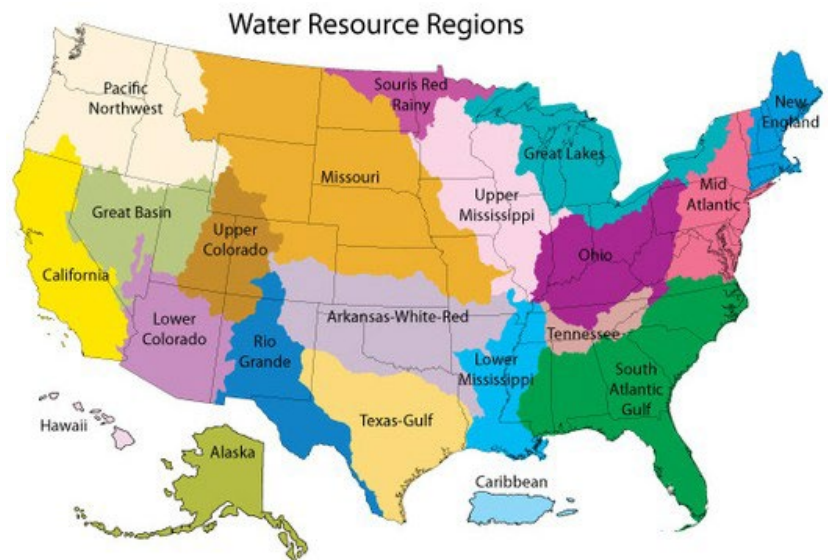 Water Resource Regions
Pacific
Northwest
Souris Red
Rainy
New
England
Great Lakes
Missouri
Upper
Mississippi
Mid
Atlantic
Great Basin
Upper
Colorado
Ohio
California
Lower
Colorado
Rio
Grande
Arkansas-White-Red
Tennessee
Lower
Mississippi
South
Atlantic
Gulf
Texas-Gulf
Hawaii
Alaska
Caribbean